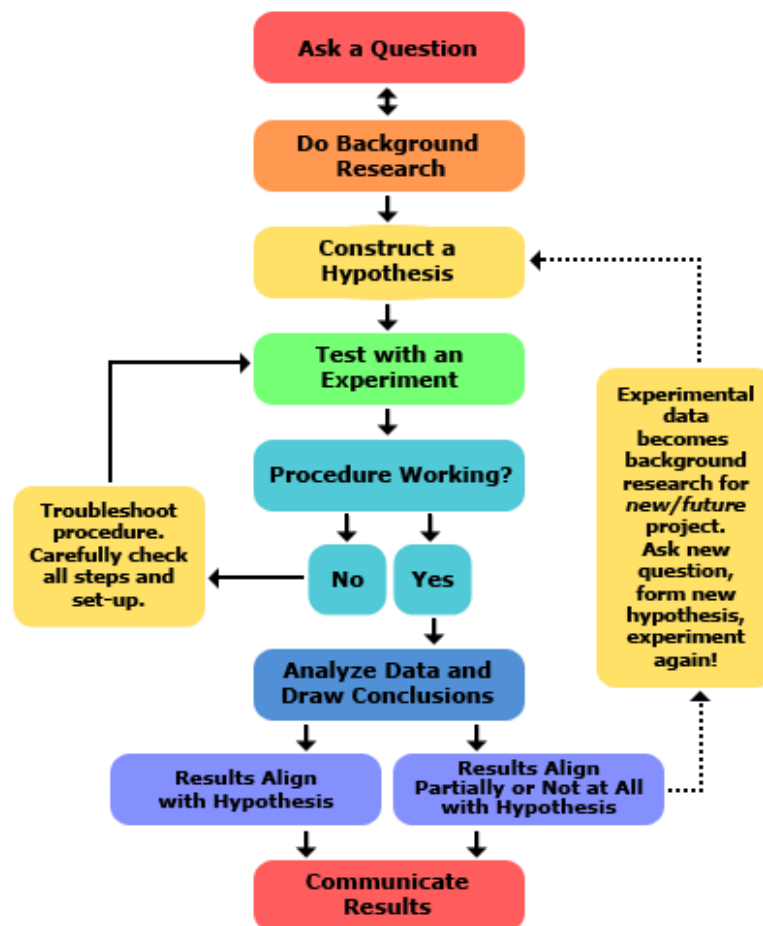 Ask a Question
Do Background
Research
Construct a
Hypothesis
Test with an
Experiment
Procedure Working?
No
Yes
Troubleshoot
procedure.
Carefully check
all steps and
set-up.
Experimental
data
becomes
background
research for
new/future
project.
Ask new
question,
form new
hypothesis,
experiment
again!
Analyze Data and
Draw Conclusions
Results Align
with Hypothesis
Results Align
Partially or Not at All
with Hypothesis
Communicate
Results